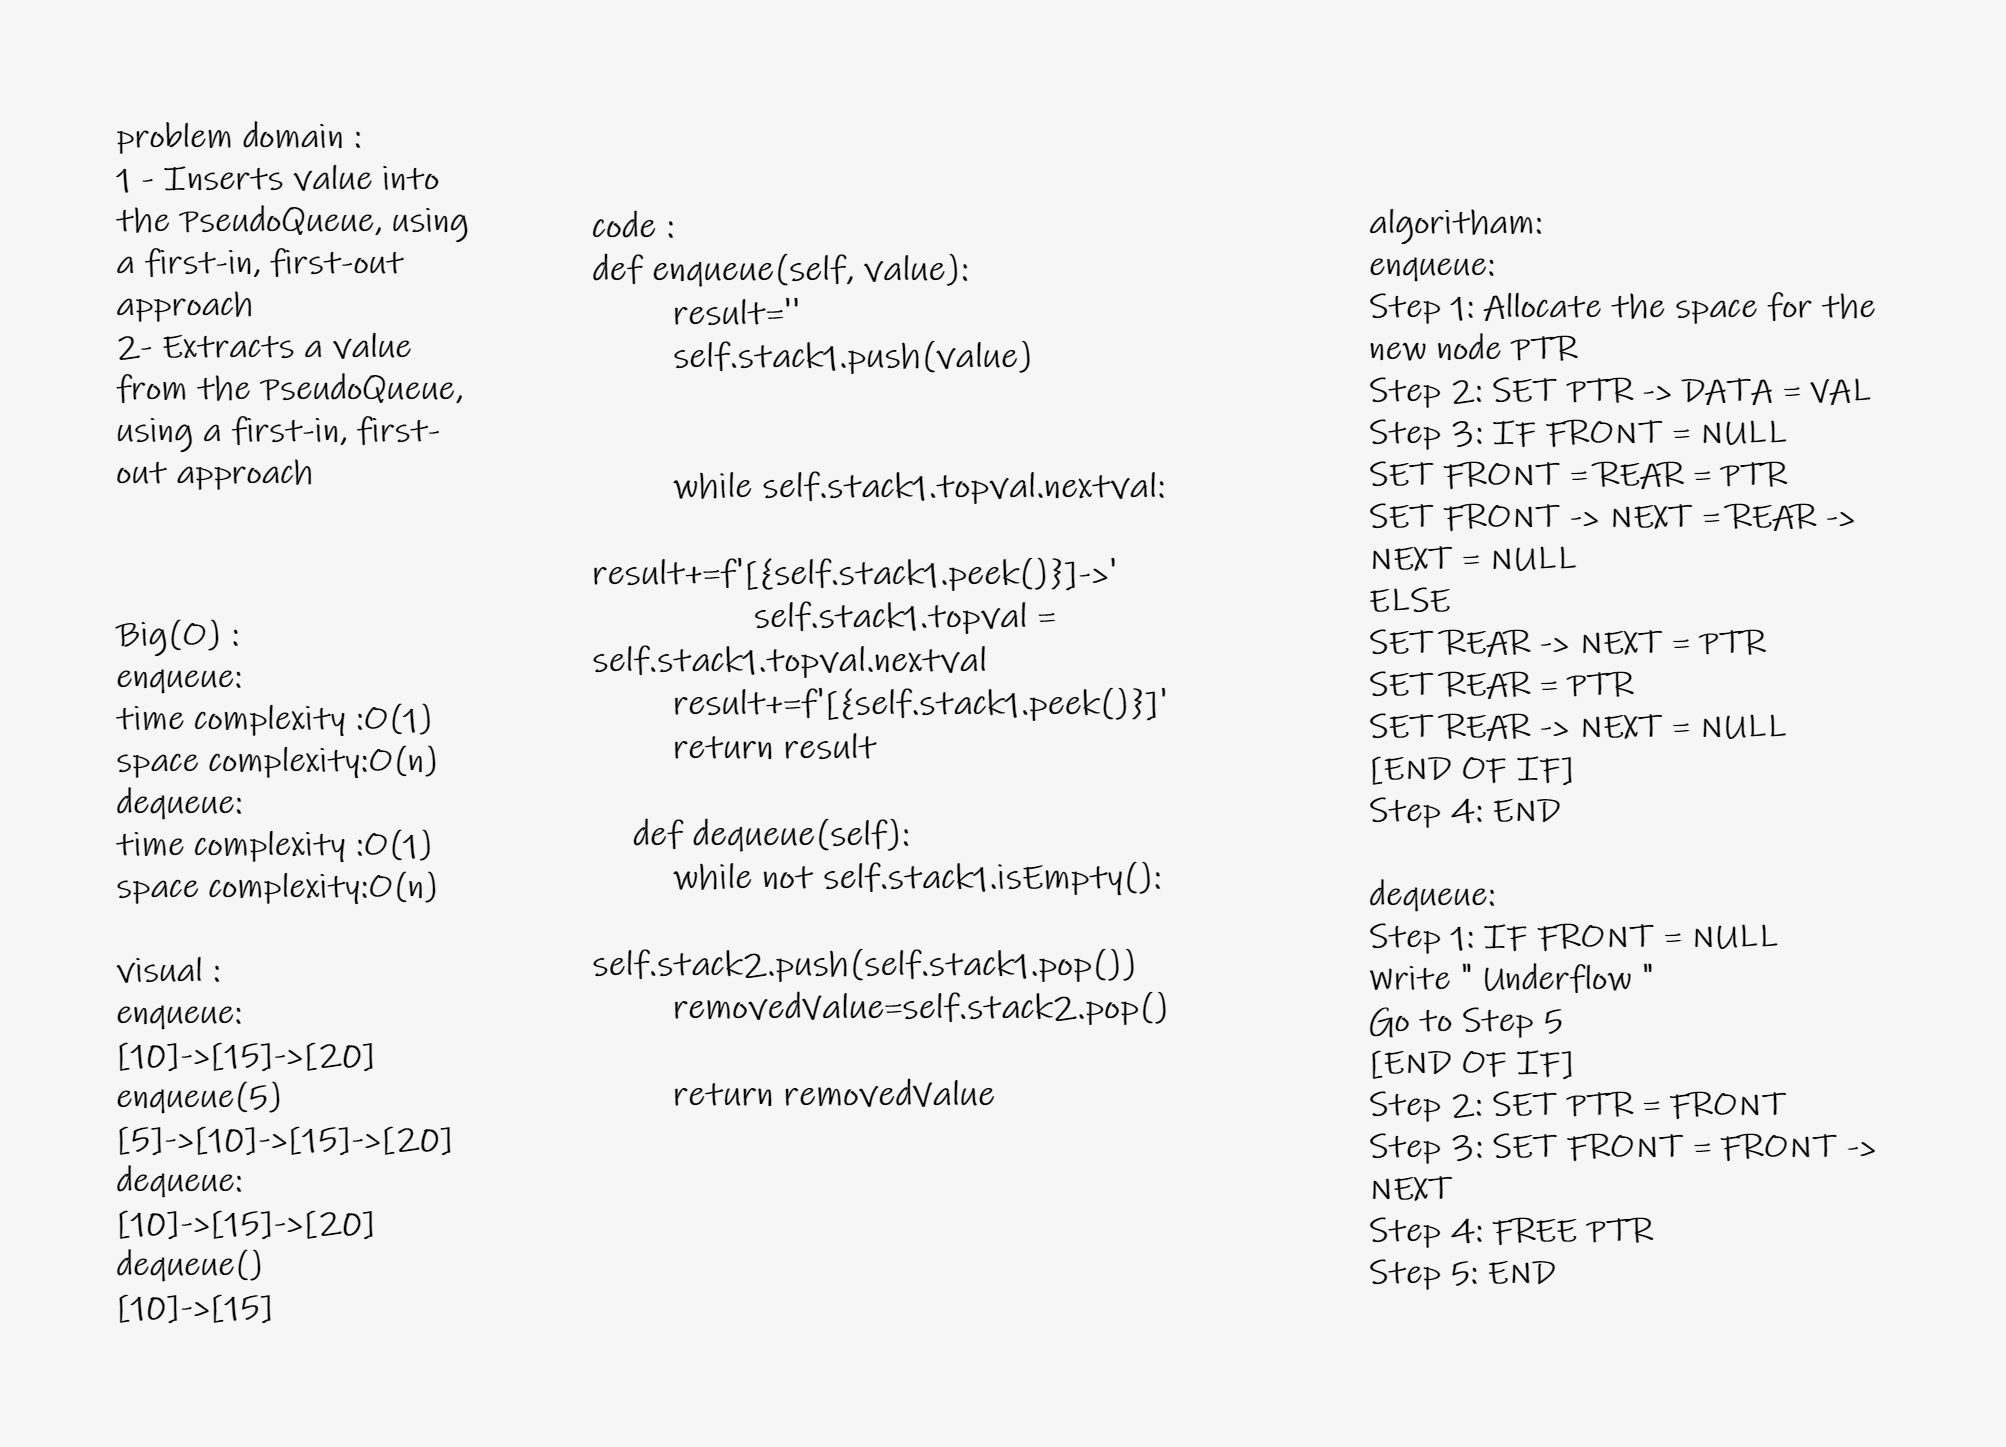 problem domain :
1 - Inserts value into
the PseudoQueue, using
a first-in, first-out
approach
2- Extracts a value
from the PseudoQueue,
using a first-in, first-
out approach
Big(O) :
enqueue:
time complexity :O(1)
space complexity:O(n)
dequeue:
time complexity :O(1)
space complexity:O(n)
visual :
enqueue:
[10]->[15]->[20]
enqueue(5)
[5]->[10]->[15]->[20]
dequeue:
[10]->[15]->[20]
dequeue()
[10]->[15]
code :
def enqueue(self, value):
result=''
self.stack1.push(value)
while self.stack1.topval.nextval:
result+=f'[{self.stack1.peek()}]->'
self.stack1.topval =
self.stack1.topval.nextval
result+=f'[{self.stack1.peek()}]'
return result
def dequeue(self):
while not self.stack1.isEmpty():
self.stack2.push(self.stack1.pop())
removedValue=self.stack2.pop()
return removedValue
algoritham:
enqueue:
Step 1: Allocate the space for the
new node PTR
Step 2: SET PTR -> DATA = VAL
Step 3: IF FRONT = NULL
SET FRONT = REAR = PTR
SET FRONT -> NEXT = REAR ->
NEXT = NULL
ELSE
SET REAR -> NEXT = PTR
SET REAR = PTR
SET REAR -> NEXT = NULL
[END OF IF]
Step 4: END
dequeue:
Step 1: IF FRONT = NULL
Write " Underflow "
Go to Step 5
[END OF IF]
Step 2: SET PTR = FRONT
Step 3: SET FRONT = FRONT ->
NEXT
Step 4: FREE PTR
Step 5: END